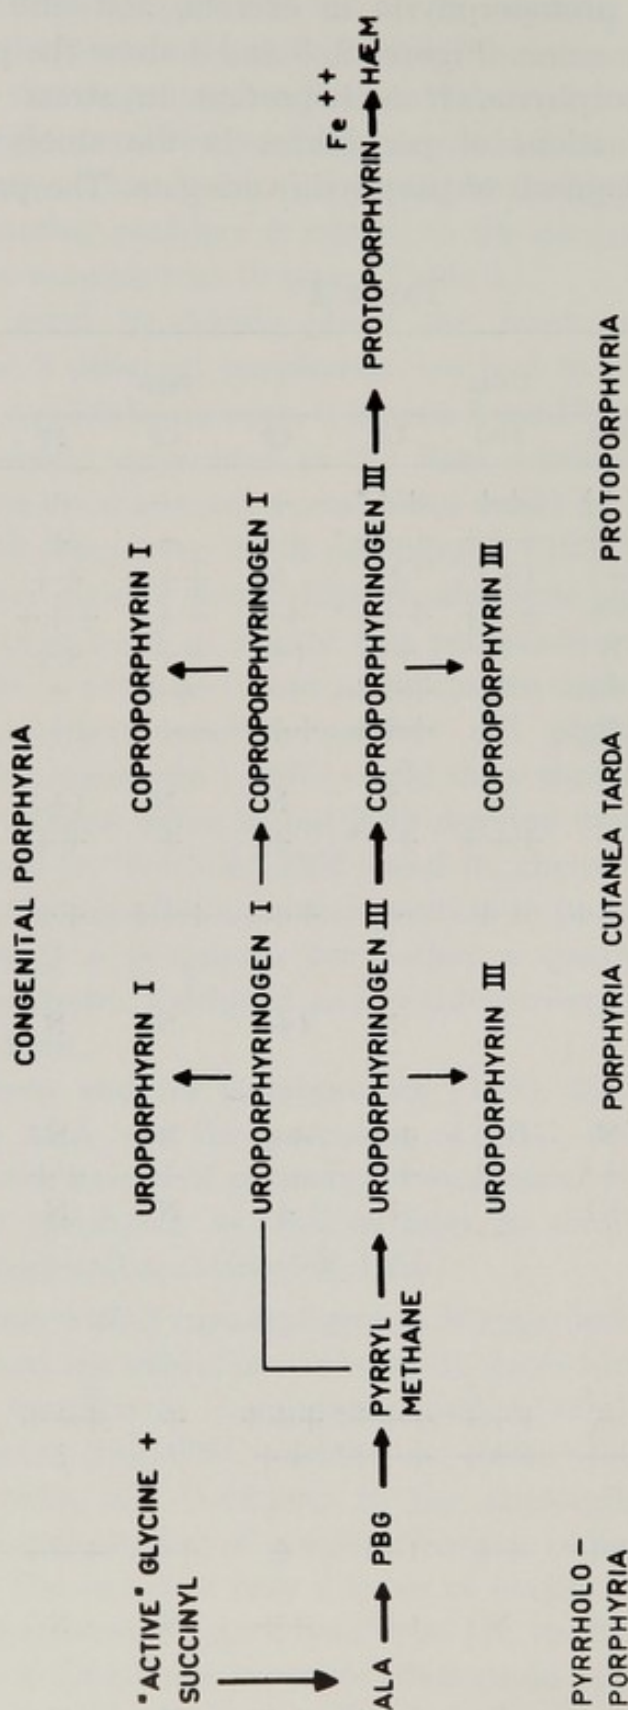 CONGENITAL PORPHYRIA
"ACTIVE" GLYCINE +
SUCCINYL
UROPORPHYRIN I
COPROPORPHYRIN I
UROPORPHYRINOGEN I
COPROPORPHYRINOGEN I
Fe ++
ALA
PBG
PYRRYL
METHANE
UROPORPHYRINOGEN III
COPROPORPHYRINOGEN III
PROTOPORPHYRIN
HÆM
UROPORPHYRIN III
COPROPORPHYRIN III
PYRRHOLO-
PORPHYRIA
PORPHYRIA CUTANEA TARDA
PROTOPORPHYRIA